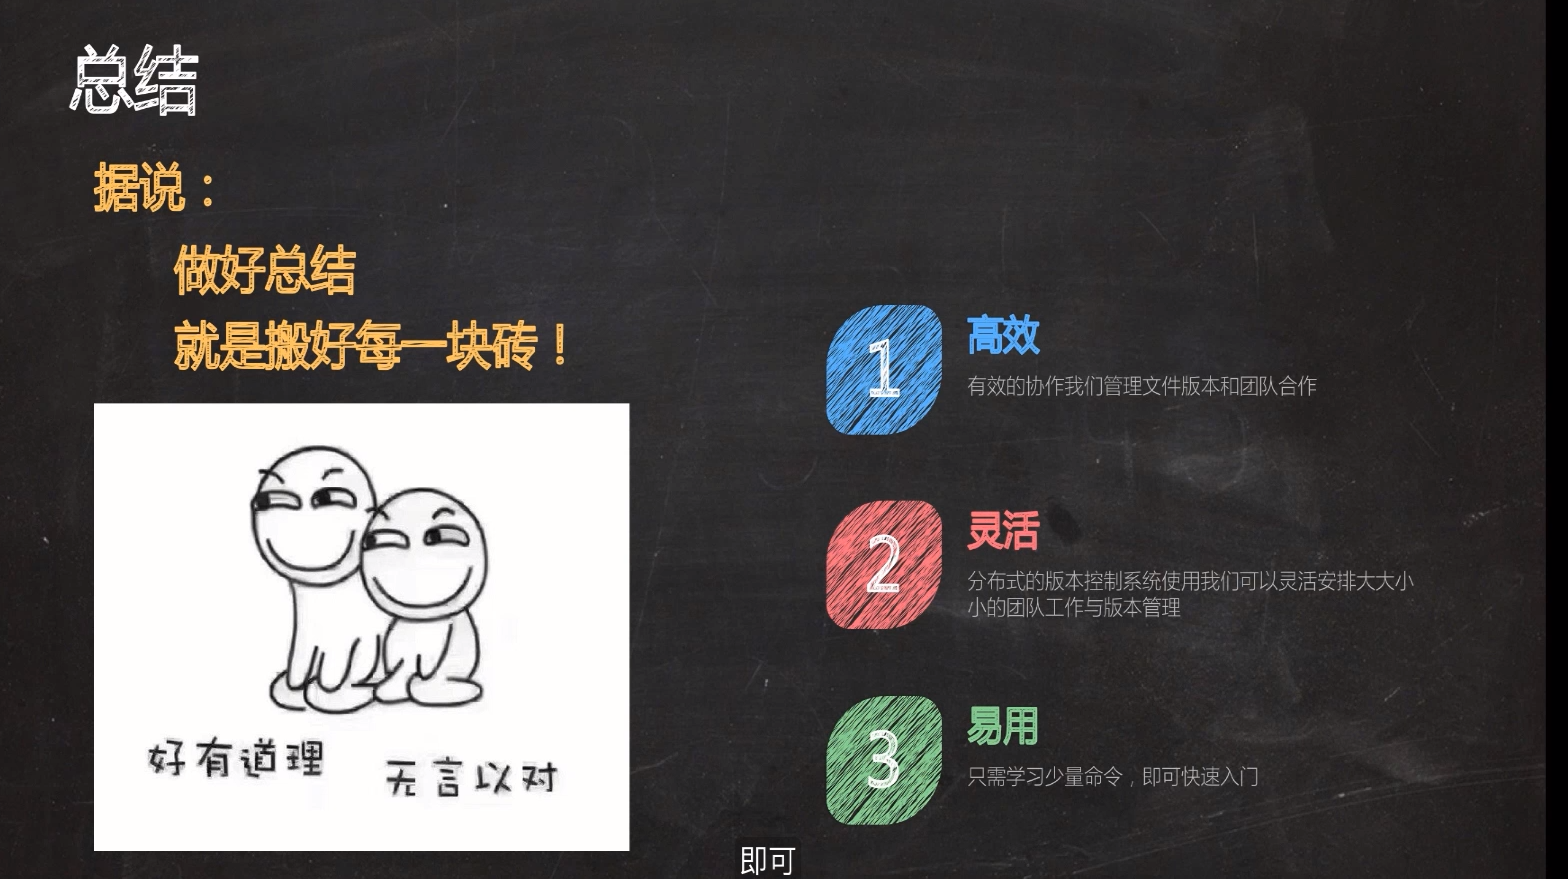 总结
据说：
做好总结
就是搬好每一块砖！
好有道理
无言以对
1
高效
有效的协作我们管理文件版本和团队合作
2
灵活
分布式的版本控制系统使用我们可以灵活安排大大小
小的团队工作与版本管理
3
易用
只需学习少量命令，即可快速入门
即可